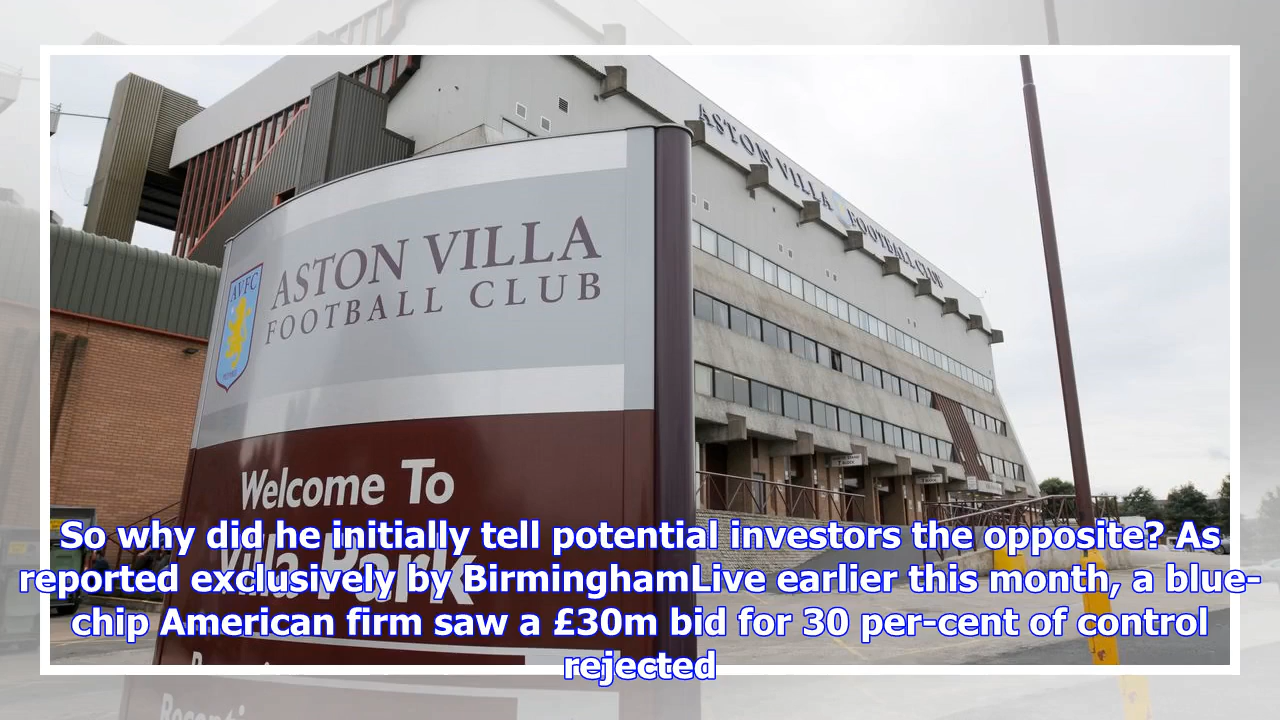 ASTON VILLA FOOTBALL CLUB
AVFC
ASTON VILLA
FOOTBALL CLUB
Welcome To
Villa Park
So why did he initially tell potential investors the opposite? As
reported exclusively by BirminghamLive earlier this month, a blue-
chip American firm saw a £30m bid for 30 per-cent of control
rejected